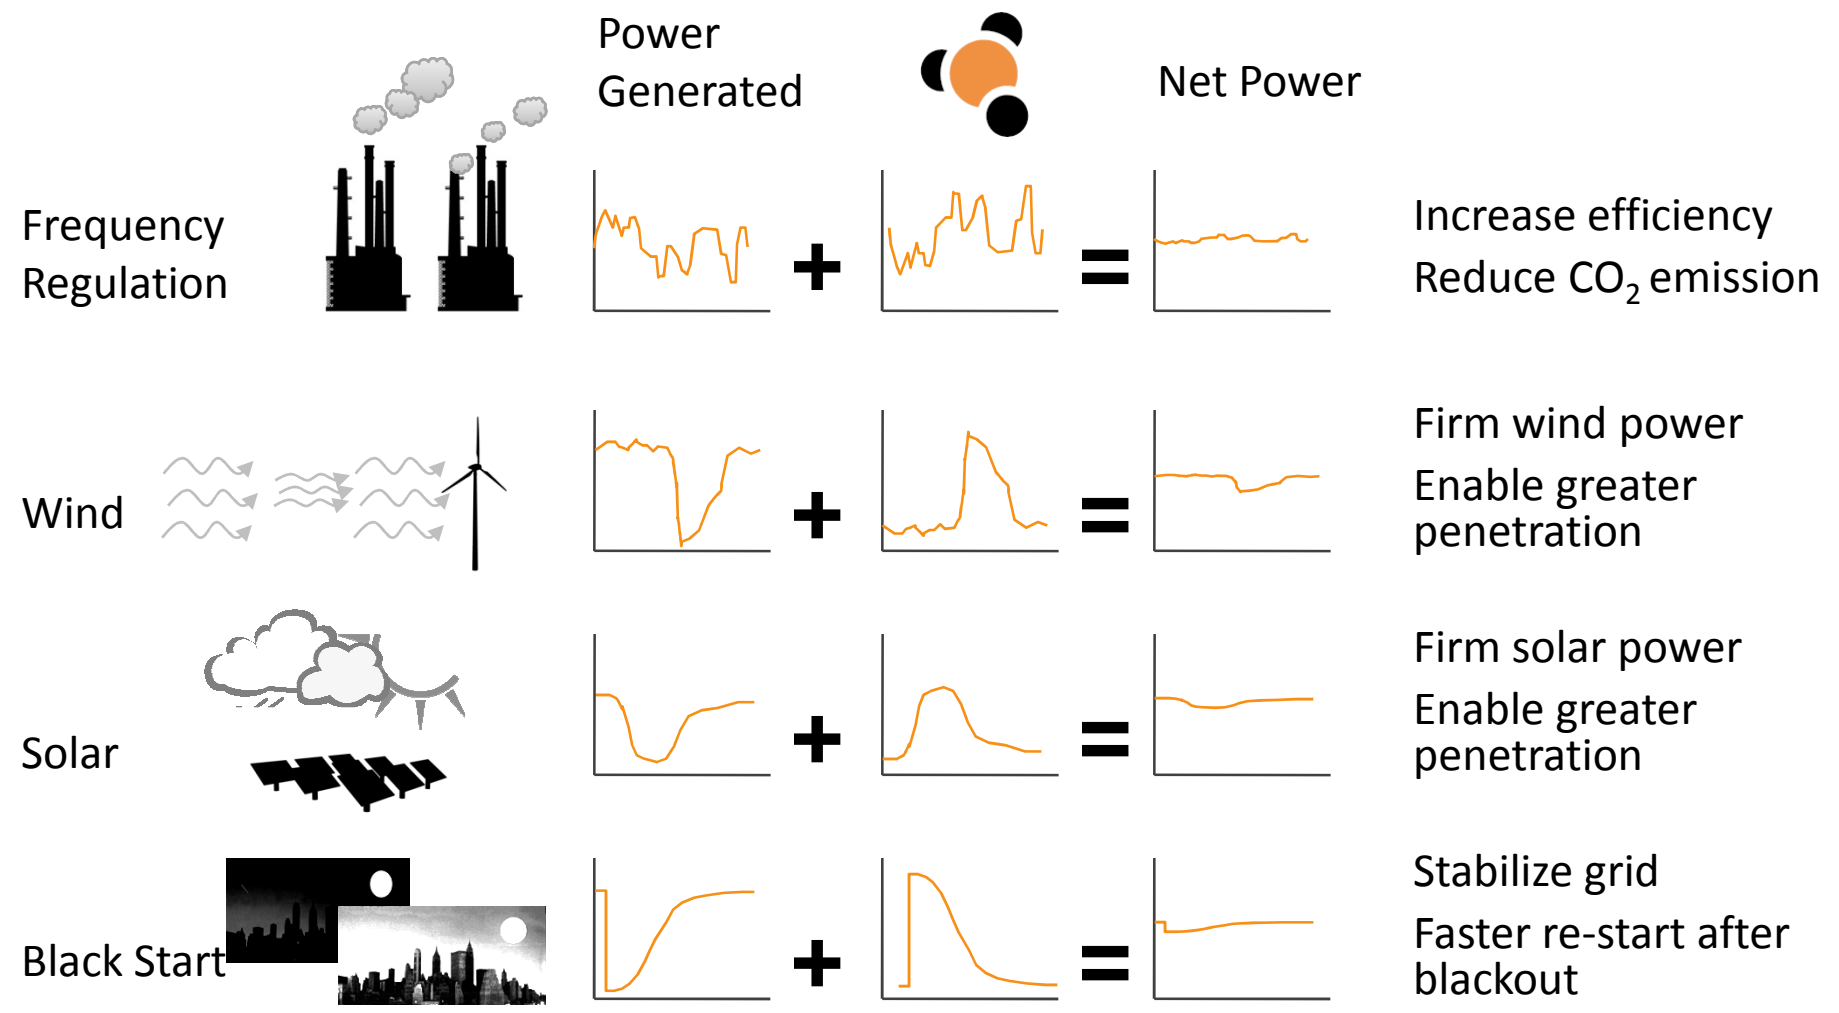 Power
Generated
Net Power
Frequency
Regulation
+
=
Increase efficiency
Reduce CO₂ emission
Wind
+
=
Firm wind power
Enable greater
penetration
Solar
+
=
Firm solar power
Enable greater
penetration
Black Start
+
=
Stabilize grid
Faster re-start after
blackout